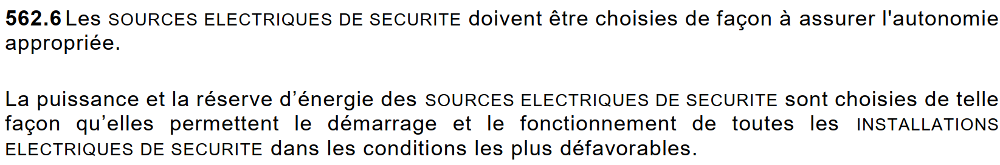 562.6 Les SOURCES ELECTRIQUES DE SECURITE doivent être choisies de façon à assurer l'autonomie
appropriée.
La puissance et la réserve d’énergie des SOURCES ELECTRIQUES DE SECURITE sont choisies de telle
façon qu’elles permettent le démarrage et le fonctionnement de toutes les INSTALLATIONS
ELECTRIQUES DE SECURITE dans les conditions les plus défavorables.